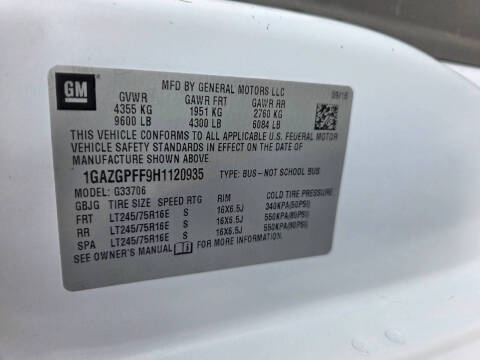 GM
MFD BY GENERAL MOTORS LLC
09/16
GVWR GAWR FRT GAWR RR
4355 KG 1951 KG 2760 KG
9600 LB 4300 LB 6084 LB
THIS VEHICLE CONFORMS TO ALL APPLICABLE U.S. FEDERAL MOTOR
VEHICLE SAFETY STANDARDS IN EFFECT ON THE DATE OF
MANUFACTURE SHOWN ABOVE.
1GAZGPFF9H1120935 TYPE: BUS–NOT SCHOOL BUS
MODEL: G33706
GBJG TIRE SIZE SPEED RTG RIM COLD TIRE PRESSURE
FRT LT245/75R16E S 16X6.5J 340KPA(50PSI)
RR LT245/75R16E S 16X6.5J 550KPA(80PSI)
SPA LT245/75R16E S 16X6.5J 550KPA(80PSI)
SEE OWNER'S MANUAL FOR MORE INFORMATION.